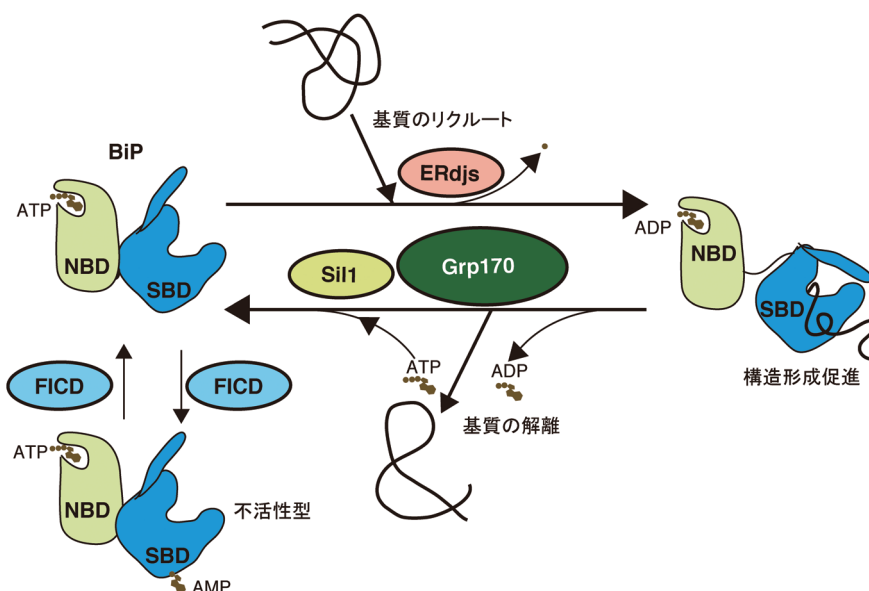 基質のリクルート
BiP
ERdjs
ATP
NBD
SBD
ADP
NBD
SBD
Sil1
Grp170
ATP
ADP
構造形成促進
FICD
FICD
基質の解離
ATP
NBD
SBD
不活性型
AMP